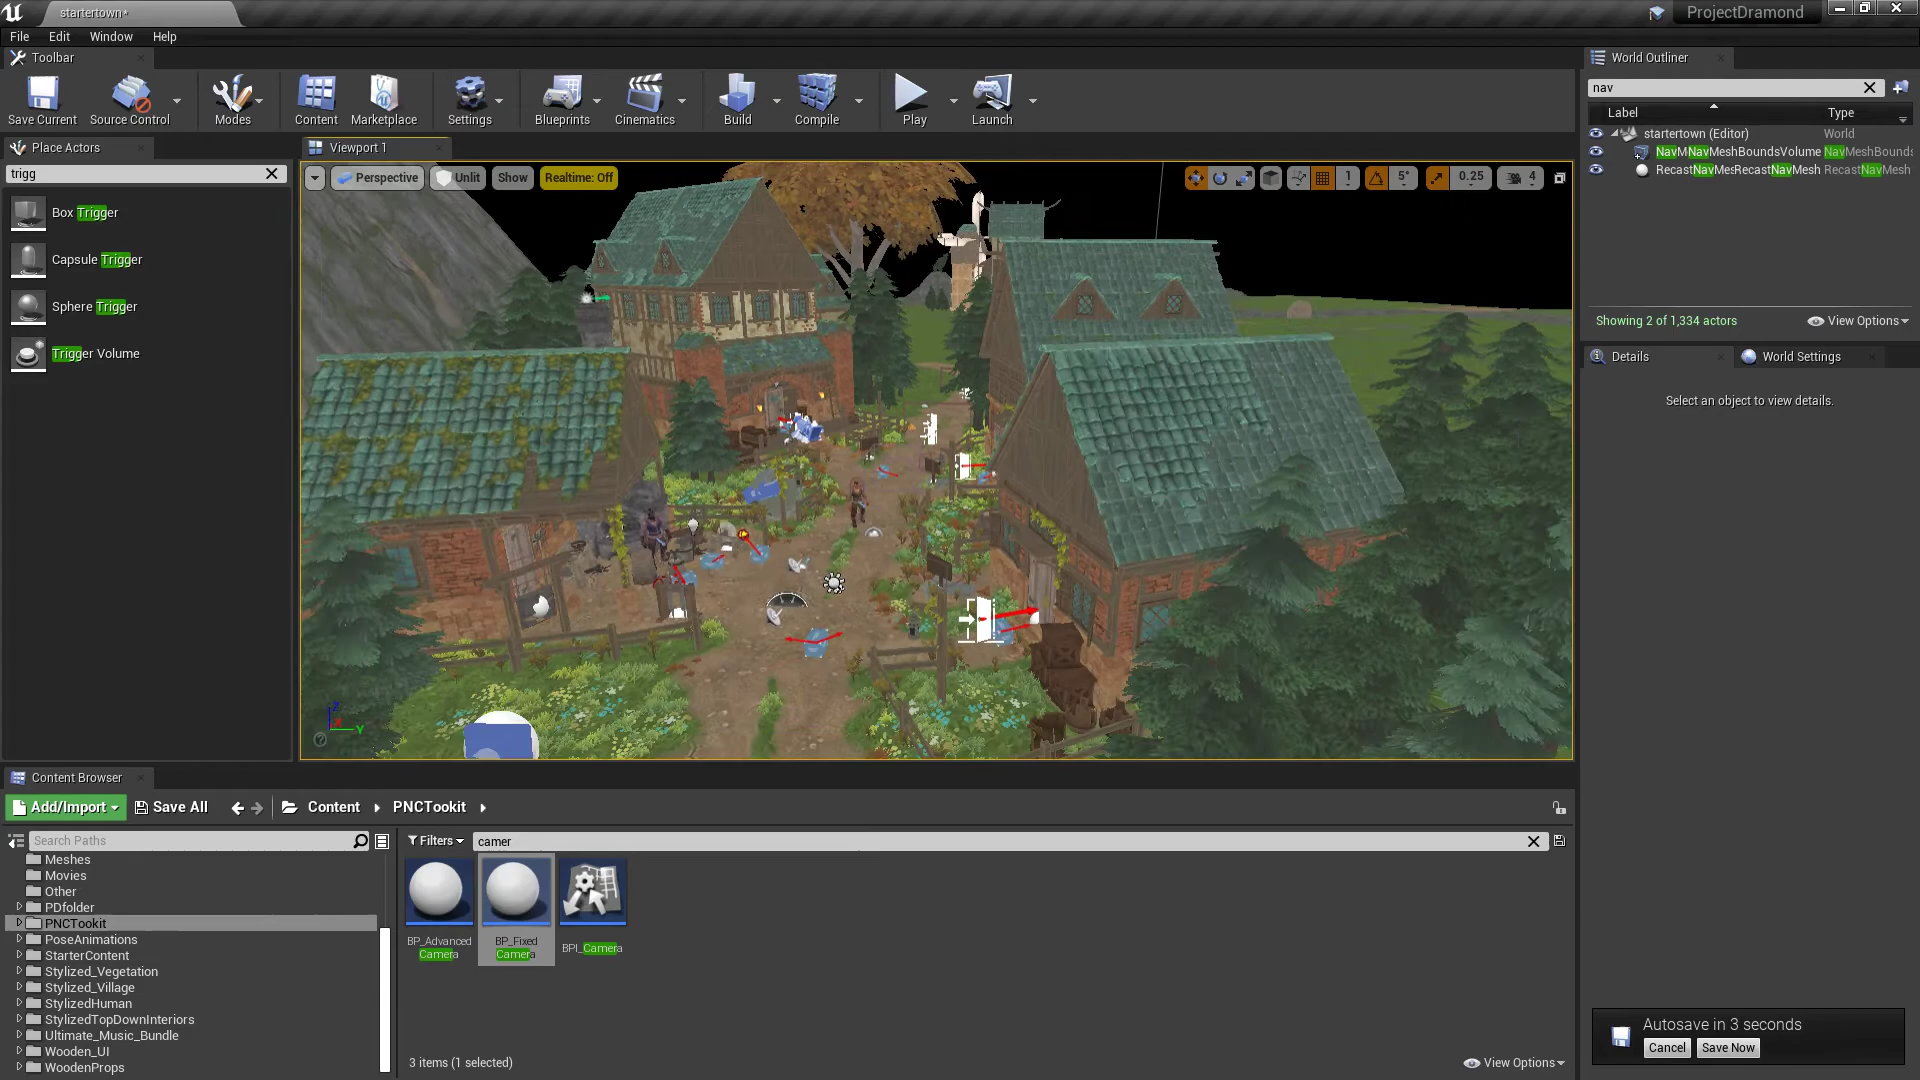 startertown*
ProjectDramond
File Edit Window Help
Toolbar
Save Current
Source Control
Modes
Content
Marketplace
Settings
Blueprints
Cinematics
Build
Compile
Play
Launch
Place Actors
trigg
Box Trigger
Capsule Trigger
Sphere Trigger
Trigger Volume
Viewport 1
Perspective
Unlit
Show
Realtime: Off
1
5°
0.25
4
Z
Y
World Outliner
nav
Label
Type
startertown (Editor) World
NavMNavMeshBoundsVolume NavMeshBounds
RecastNavMesRecastNavMesh RecastNavMesh
Showing 2 of 1,334 actors
View Options
Details
World Settings
Select an object to view details.
Content Browser
Add/Import
Save All
Content
PNCTookit
Search Paths
Filters
camer
Meshes
Movies
Other
PDfolder
PNCTookit
PoseAnimations
StarterContent
Stylized_Vegetation
Stylized_Village
StylizedHuman
StylizedTopDownInteriors
Ultimate_Music_Bundle
Wooden_UI
WoodenProps
BP_Advanced
Camera
BP_Fixed
Camera
BPI_Camera
3 items (1 selected)
View Options
Autosave in 3 seconds
Cancel
Save Now